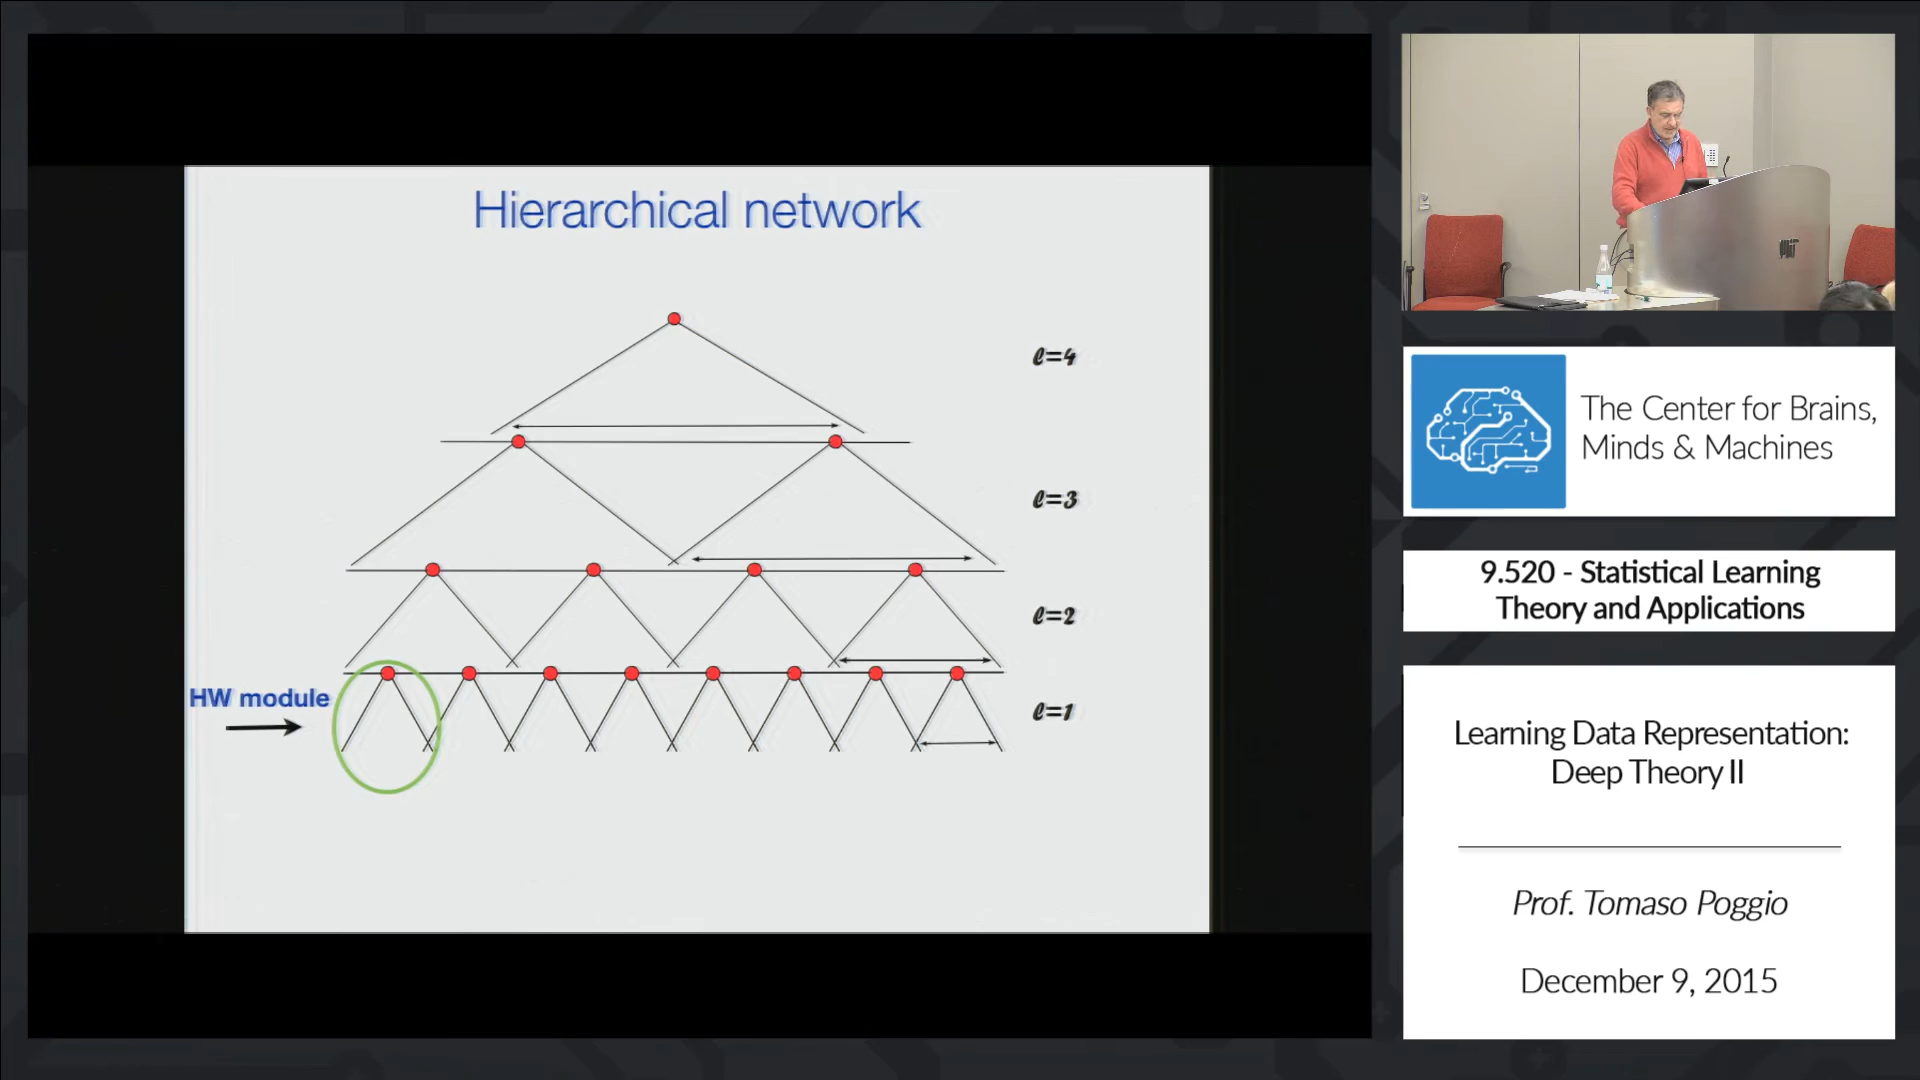 Hierarchical network
ℓ=4
ℓ=3
ℓ=2
HW module
ℓ=1
MIT
The Center for Brains,
Minds & Machines
9.520 - Statistical Learning
Theory and Applications
Learning Data Representation:
Deep Theory II
Prof. Tomaso Poggio
December 9, 2015